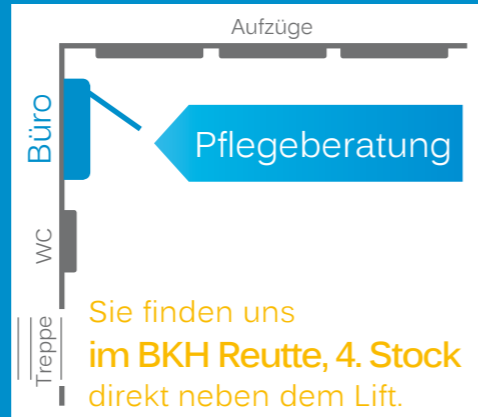 Aufzüge
Büro
Pflegeberatung
WC
Treppe
Sie finden uns
im BKH Reutte, 4. Stock
direkt neben dem Lift.